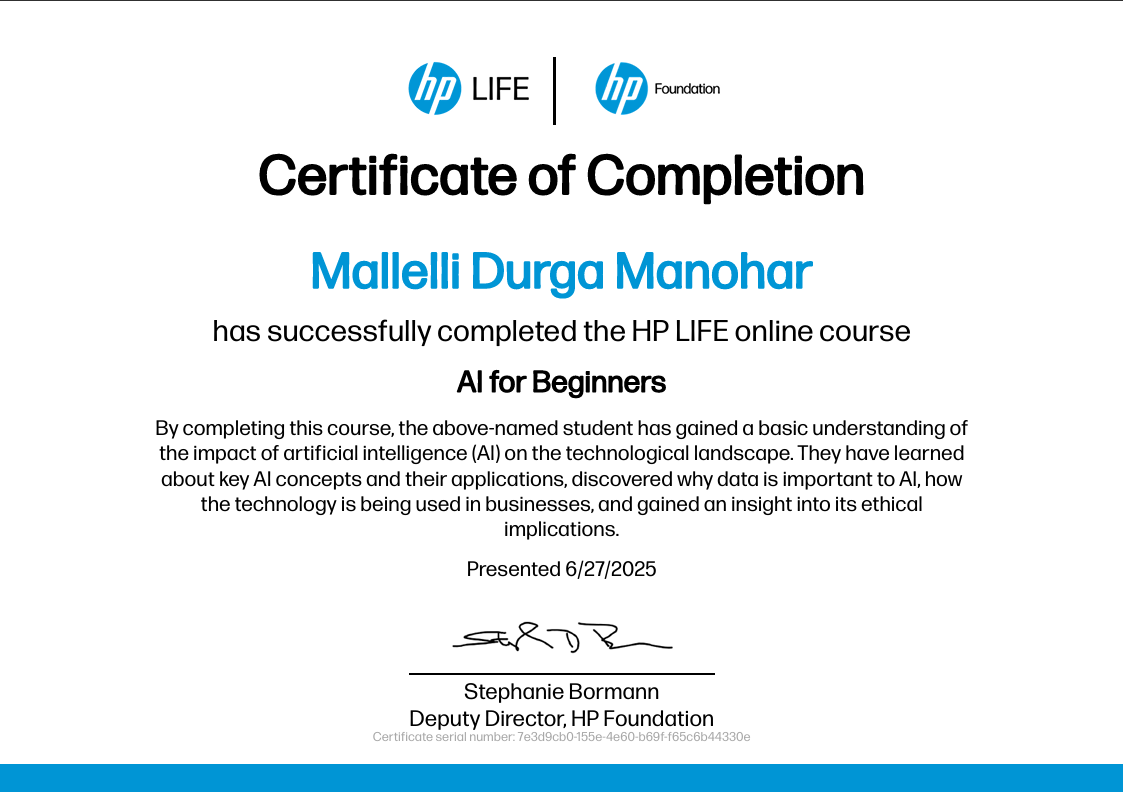 hp LIFE hp Foundation
Certificate of Completion
Mallelli Durga Manohar
has successfully completed the HP LIFE online course
AI for Beginners
By completing this course, the above-named student has gained a basic understanding of
the impact of artificial intelligence (AI) on the technological landscape. They have learned
about key AI concepts and their applications, discovered why data is important to AI, how
the technology is being used in businesses, and gained an insight into its ethical
implications.
Presented 6/27/2025
Stephanie Bormann
Deputy Director, HP Foundation
Certificate serial number: 7e3d9cb0-155e-4e60-b69f-f65c6b44330e